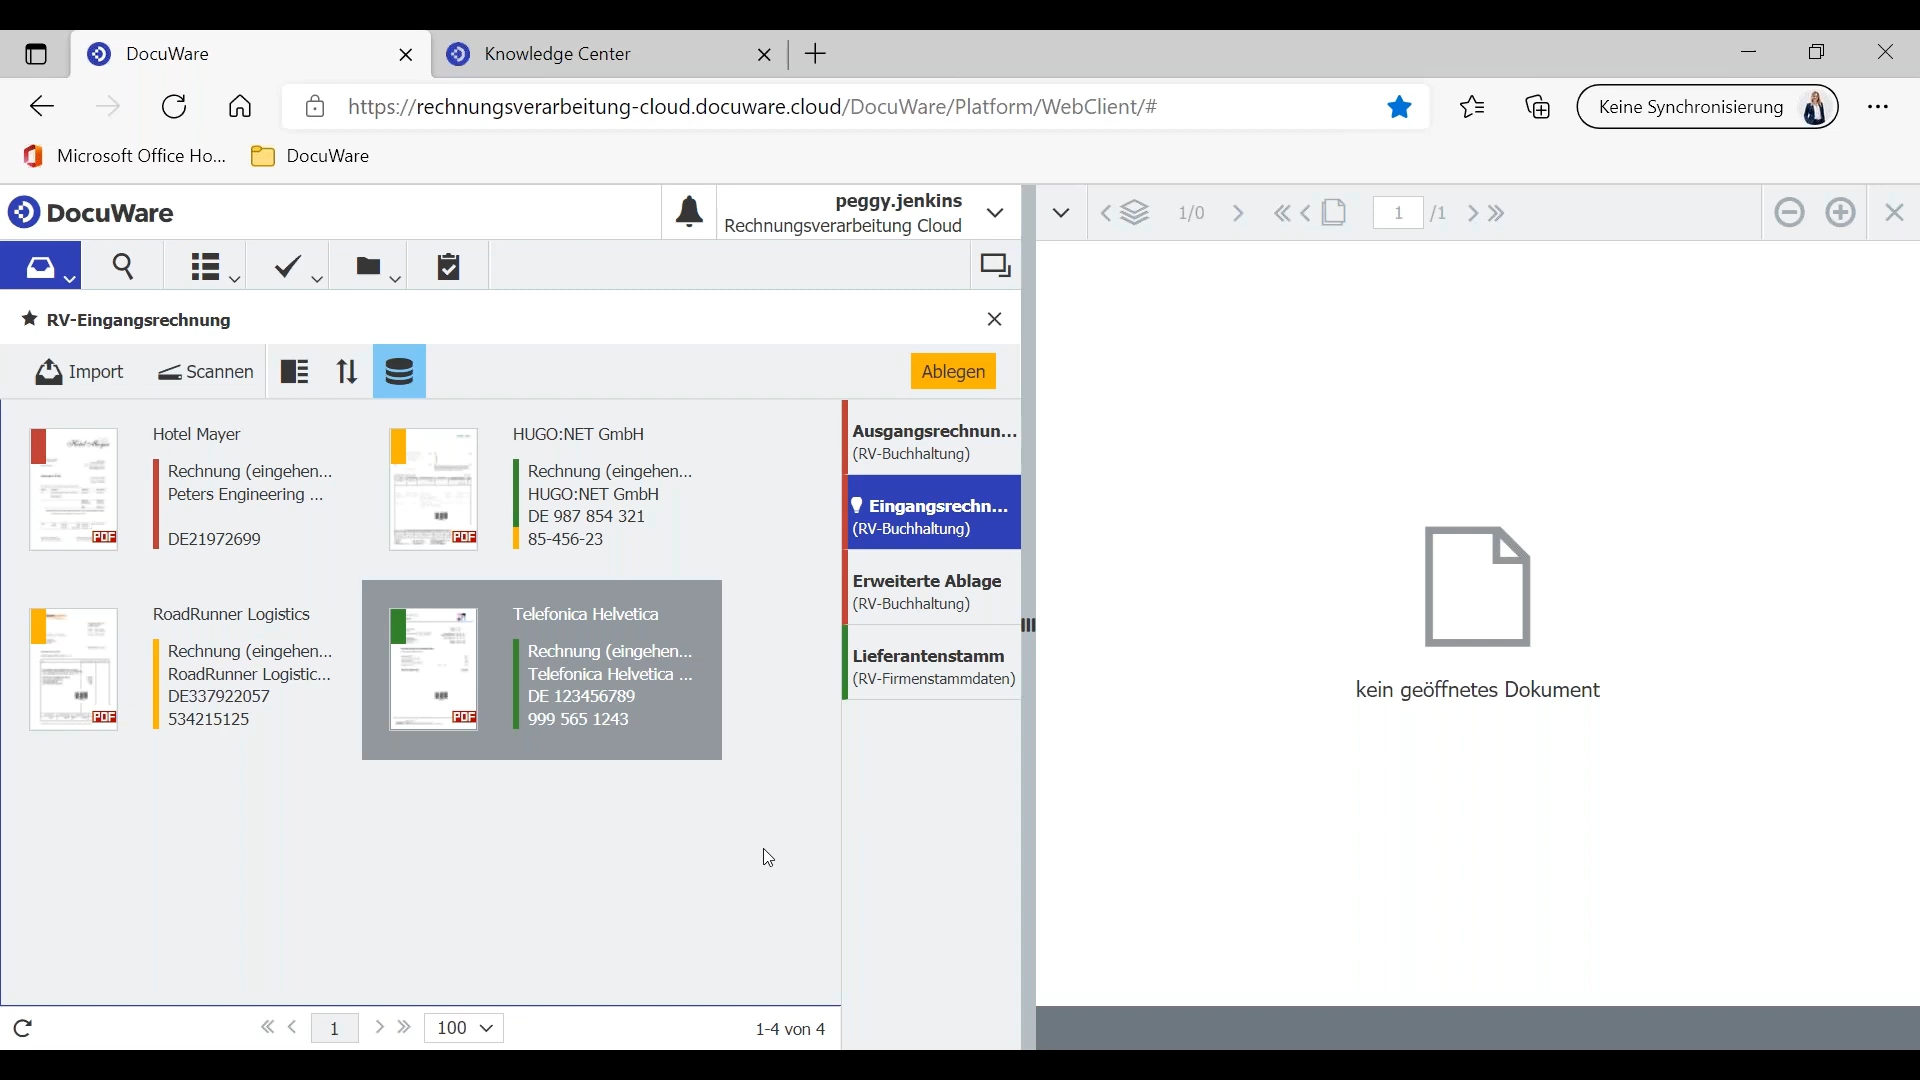 DocuWare
Knowledge Center
https://rechnungsverarbeitung-cloud.docuware.cloud/DocuWare/Platform/WebClient/#
Keine Synchronisierung
Microsoft Office Ho...
DocuWare
DocuWare
peggy.jenkins
Rechnungsverarbeitung Cloud
1/0
1 /1
RV-Eingangsrechnung
Import
Scannen
Ablegen
Hotel Mayer
Rechnung (eingehen...
Peters Engineering ...
DE21972699
PDF
HUGO:NET GmbH
Rechnung (eingehen...
HUGO:NET GmbH
DE 987 854 321
85-456-23
PDF
RoadRunner Logistics
Rechnung (eingehen...
RoadRunner Logistic...
DE337922057
534215125
PDF
Telefonica Helvetica
Rechnung (eingehen...
Telefonica Helvetica ...
DE 123456789
999 565 1243
PDF
Ausgangsrechnun...
(RV-Buchhaltung)
Eingangsrechn...
(RV-Buchhaltung)
Erweiterte Ablage
(RV-Buchhaltung)
Lieferantenstamm
(RV-Firmenstammdaten)
kein geöffnetes Dokument
1
100
1-4 von 4